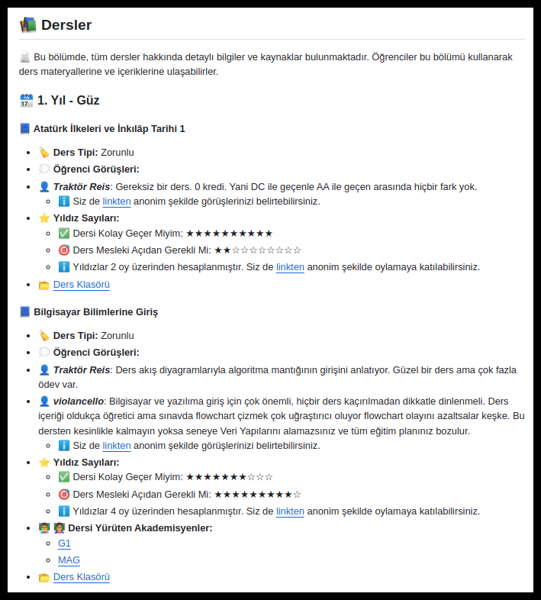 📚 Dersler
Bu bölümde, tüm dersler hakkında detaylı bilgiler ve kaynaklar bulunmaktadır. Öğrenciler bu bölümü kullanarak
ders materyallerine ve içeriklerine ulaşabilirler.
📅 1. Yıl - Güz
📘 Atatürk İlkeleri ve İnkılâp Tarihi 1
🏷️ Ders Tipi: Zorunlu
💭 Öğrenci Görüşleri:
👤 Traktör Reis: Gereksiz bir ders. 0 kredi. Yani DC ile geçenle AA ile geçen arasında hiçbir fark yok.
ℹ️ Siz de linkten anonim şekilde görüşlerinizi belirtebilirsiniz.
⭐ Yıldız Sayıları:
✅ Dersi Kolay Geçer Miyim: ★★★★★★★★★★
🎯 Ders Mesleki Açıdan Gerekli Mi: ★★☆☆☆☆☆☆☆☆
ℹ️ Yıldızlar 2 oy üzerinden hesaplanmıştır. Siz de linkten anonim şekilde oylamaya katılabilirsiniz.
📂 Ders Klasörü
📘 Bilgisayar Bilimlerine Giriş
🏷️ Ders Tipi: Zorunlu
💭 Öğrenci Görüşleri:
👤 Traktör Reis: Ders akış diyagramlarıyla algoritma mantığının girişini anlatıyor. Güzel bir ders ama çok fazla
ödev var.
👤 violancello: Bilgisayar ve yazılıma giriş için çok önemli, hiçbir ders kaçırılmadan dikkatle dinlenmeli. Ders
içeriği oldukça öğretici ama sınavda flowchart çizmek çok uğraştırıcı oluyor flowchart olayını azaltsalar keşke. Bu
dersten kesinlikle kalmayın yoksa seneye Veri Yapılarını alamazsınız ve tüm eğitim planınız bozulur.
ℹ️ Siz de linkten anonim şekilde görüşlerinizi belirtebilirsiniz.
⭐ Yıldız Sayıları:
✅ Dersi Kolay Geçer Miyim: ★★★★★★★☆☆☆
🎯 Ders Mesleki Açıdan Gerekli Mi: ★★★★★★★★★☆
ℹ️ Yıldızlar 4 oy üzerinden hesaplanmıştır. Siz de linkten anonim şekilde oylamaya katılabilirsiniz.
👨‍🏫 👩‍🏫 Dersi Yürüten Akademisyenler:
G1
MAG
📂 Ders Klasörü